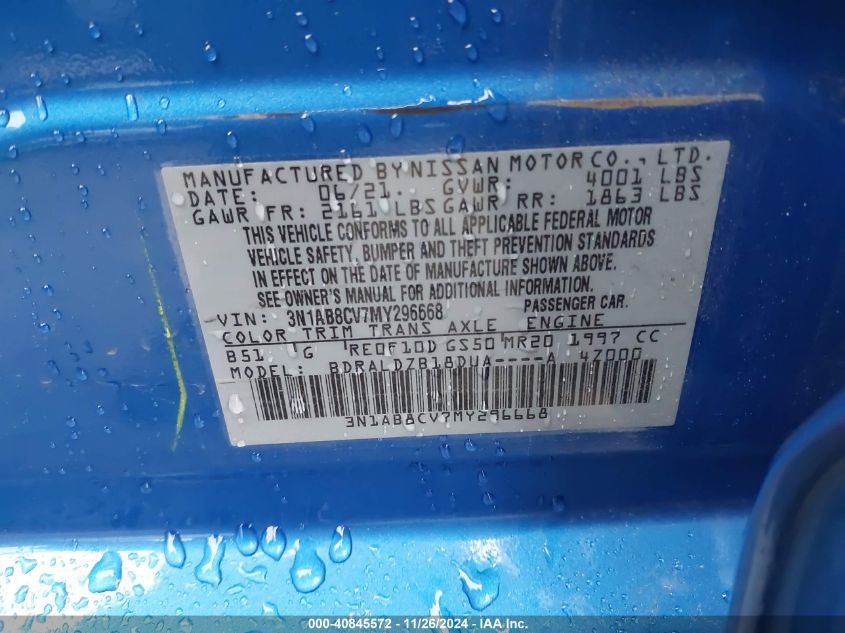 MANUFACTURED BY NISSAN MOTOR CO., LTD.
DATE: 06/21. GVWR: 4001 LBS
GAWR FR: 2161 LBS GAWR RR: 1863 LBS
THIS VEHICLE CONFORMS TO ALL APPLICABLE FEDERAL MOTOR
VEHICLE SAFETY, BUMPER AND THEFT PREVENTION STANDARDS
IN EFFECT ON THE DATE OF MANUFACTURE SHOWN ABOVE.
SEE OWNER'S MANUAL FOR ADDITIONAL INFORMATION.
VIN: 3N1AB8CV7MY296668 PASSENGER CAR.
COLOR TRIM TRANS AXLE ENGINE
B51 G RE0F10D GS50 MR20 1997 CC
MODEL: BDRALDZB18DUA----A 4Z000
3N1AB8CV7MY296668
000-40845572 - 11/26/2024 - IAAI.COM